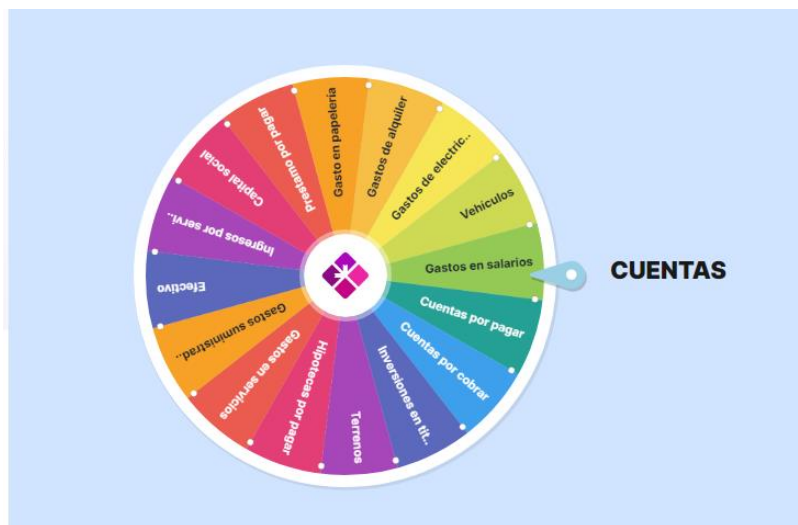 Gasto en papelería
Gastos de alquiler
Gastos de electric..
Vehículos
Gastos en salarios
Cuentas por pagar
Cuentas por cobrar
Inversiones en tit..
Terrenos
Hipotecas por pagar
Gastos en servicios
Gastos suministrad..
Efectivo
Ingresos por servi..
Capital social
Prestamo por pagar
CUENTAS